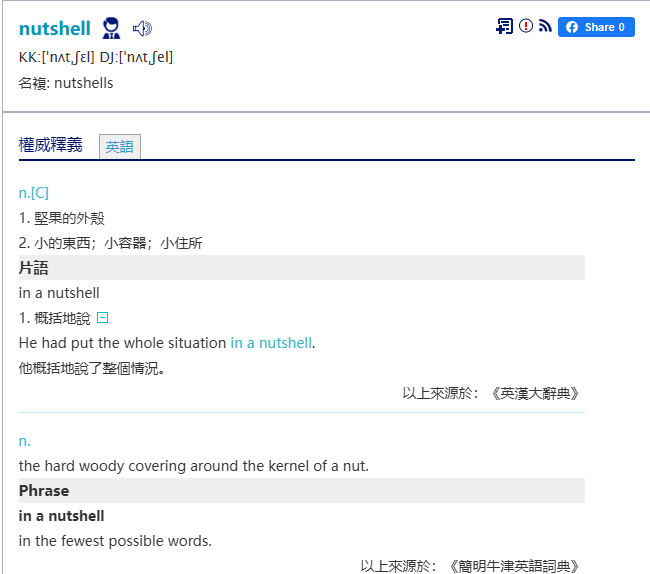 nutshell
Share 0
KK:[ˈnʌtˌʃɛl] DJ:[ˈnʌtˌʃel]
名複: nutshells
權威釋義 英語
n.[C]
1. 堅果的外殼
2. 小的東西；小容器；小住所
片語
in a nutshell
1. 概括地說
He had put the whole situation in a nutshell.
他概括地說了整個情況。
以上來源於：《英漢大辭典》
n.
the hard woody covering around the kernel of a nut.
Phrase
in a nutshell
in the fewest possible words.
以上來源於：《簡明牛津英語詞典》